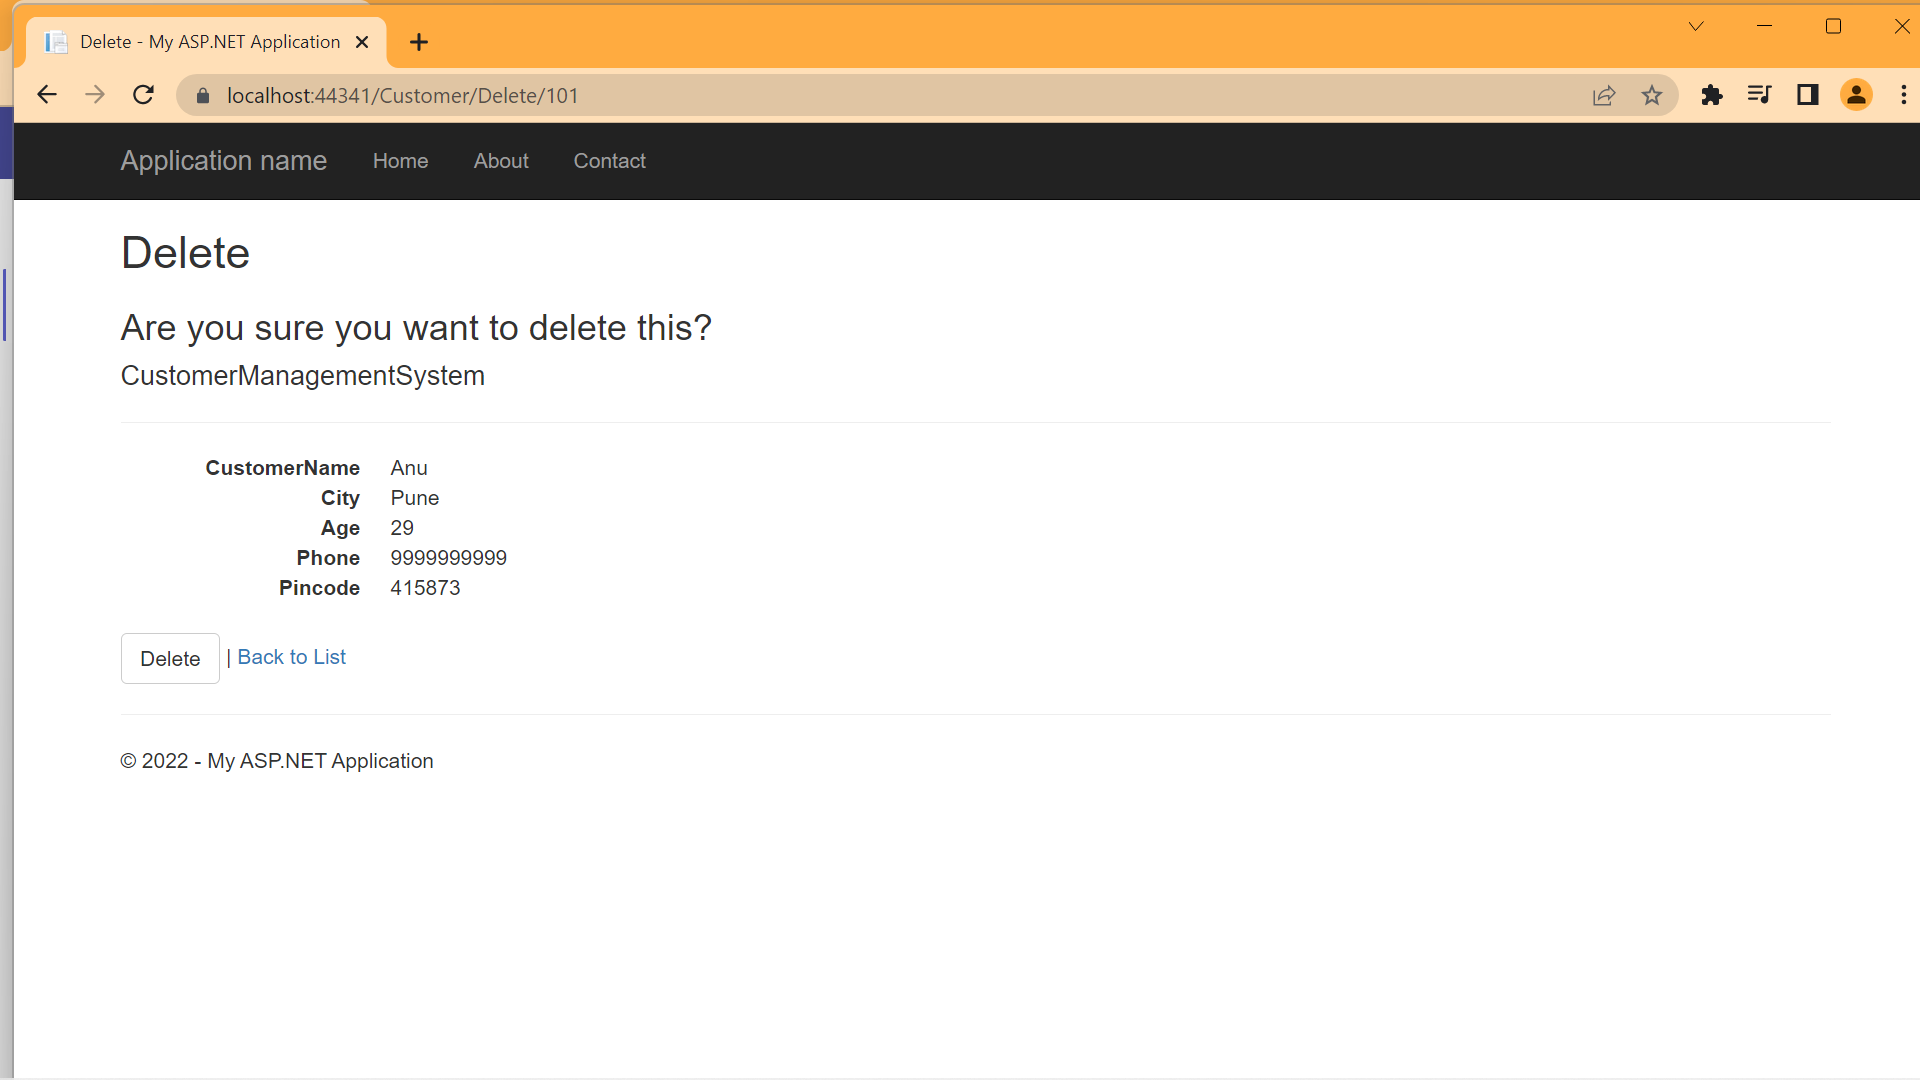 Delete - My ASP.NET Application
localhost:44341/Customer/Delete/101
Application name Home About Contact
Delete
Are you sure you want to delete this?
CustomerManagementSystem
CustomerName Anu
City Pune
Age 29
Phone 9999999999
Pincode 415873
Delete | Back to List
© 2022 - My ASP.NET Application